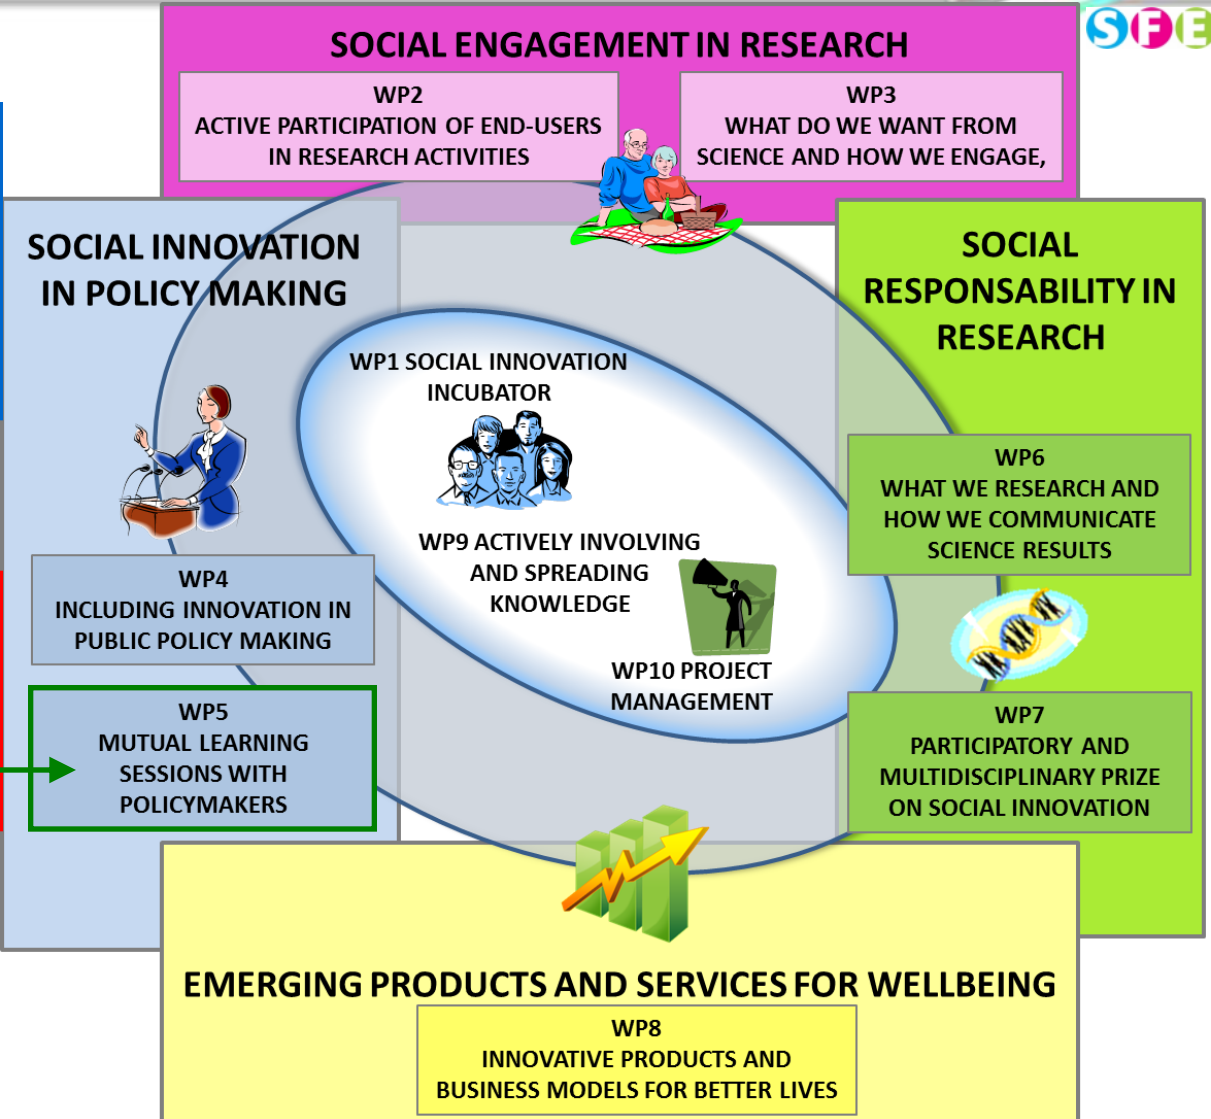 SOCIAL ENGAGEMENT IN RESEARCH
SFE
WP2
ACTIVE PARTICIPATION OF END-USERS
IN RESEARCH ACTIVITIES
WP3
WHAT DO WE WANT FROM
SCIENCE AND HOW WE ENGAGE,
SOCIAL INNOVATION
IN POLICY MAKING
SOCIAL
RESPONSABILITY IN
RESEARCH
WP1 SOCIAL INNOVATION
INCUBATOR
WP9 ACTIVELY INVOLVING
AND SPREADING
KNOWLEDGE
WP10 PROJECT
MANAGEMENT
WP4
INCLUDING INNOVATION IN
PUBLIC POLICY MAKING
WP5
MUTUAL LEARNING
SESSIONS WITH
POLICYMAKERS
WP6
WHAT WE RESEARCH AND
HOW WE COMMUNICATE
SCIENCE RESULTS
WP7
PARTICIPATORY AND
MULTIDISCIPLINARY PRIZE
ON SOCIAL INNOVATION
EMERGING PRODUCTS AND SERVICES FOR WELLBEING
WP8
INNOVATIVE PRODUCTS AND
BUSINESS MODELS FOR BETTER LIVES